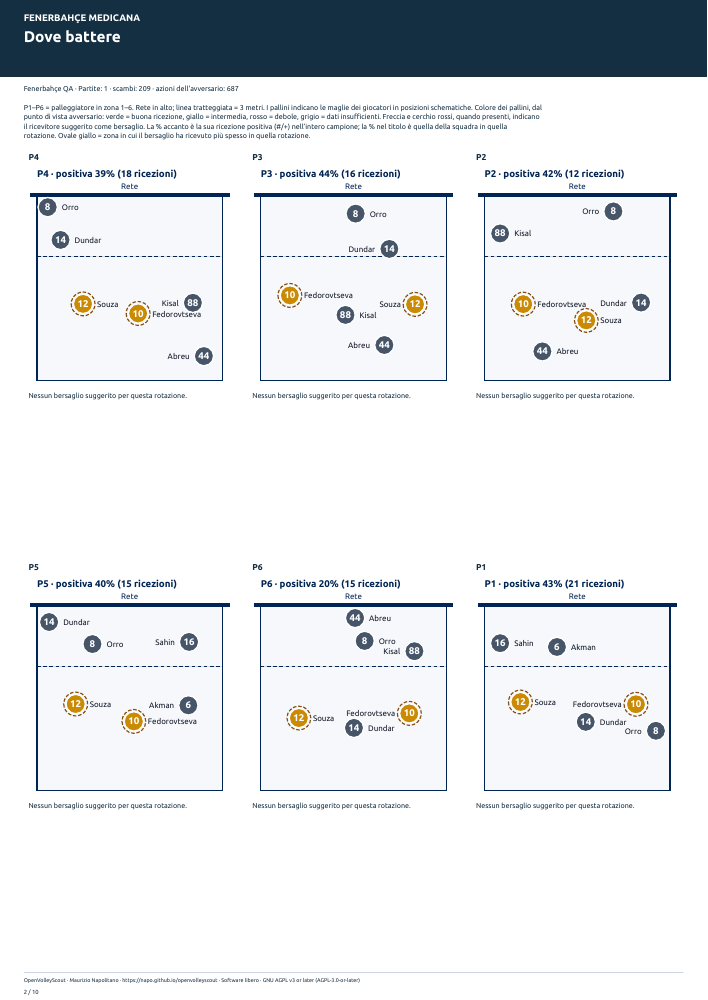 FENERBAHÇE MEDICANA
Dove battere
Fenerbahçe QA · Partite: 1 · scambi: 209 · azioni dell'avversario: 687
P1–P6 = palleggiatore in zona 1–6. Rete in alto; linea tratteggiata = 3 metri. I pallini indicano le maglie dei giocatori in posizioni schematiche. Colore dei pallini, dal
punto di vista avversario: verde = buona ricezione, giallo = intermedia, rosso = debole, grigio = dati insufficienti. Freccia e cerchio rossi, quando presenti, indicano
il ricevitore suggerito come bersaglio. La % accanto è la sua ricezione positiva (#/+) nell'intero campione; la % nel titolo è quella della squadra in quella
rotazione. Ovale giallo = zona in cui il bersaglio ha ricevuto più spesso in quella rotazione.
P4
P4 · positiva 39% (18 ricezioni)
Rete
8 Orro
14 Dundar
12 Souza
Kisal 88
10 Fedorovtseva
Abreu 44
Nessun bersaglio suggerito per questa rotazione.
P3
P3 · positiva 44% (16 ricezioni)
Rete
8 Orro
Dundar 14
10 Fedorovtseva
Souza 12
88 Kisal
Abreu 44
Nessun bersaglio suggerito per questa rotazione.
P2
P2 · positiva 42% (12 ricezioni)
Rete
Orro 8
88 Kisal
10 Fedorovtseva
Dundar 14
12 Souza
44 Abreu
Nessun bersaglio suggerito per questa rotazione.
P5
P5 · positiva 40% (15 ricezioni)
Rete
14 Dundar
8 Orro
Sahin 16
12 Souza
Akman 6
10 Fedorovtseva
Nessun bersaglio suggerito per questa rotazione.
P6
P6 · positiva 20% (15 ricezioni)
Rete
44 Abreu
8 Orro
Kisal 88
12 Souza
Fedorovtseva 10
14 Dundar
Nessun bersaglio suggerito per questa rotazione.
P1
P1 · positiva 43% (21 ricezioni)
Rete
16 Sahin
6 Akman
12 Souza
Fedorovtseva 10
14 Dundar
Orro 8
Nessun bersaglio suggerito per questa rotazione.
OpenVolleyScout · Maurizio Napolitano · https://napo.github.io/openvolleyscout · Software libero · GNU AGPL v3 or later (AGPL-3.0-or-later)
2 / 10